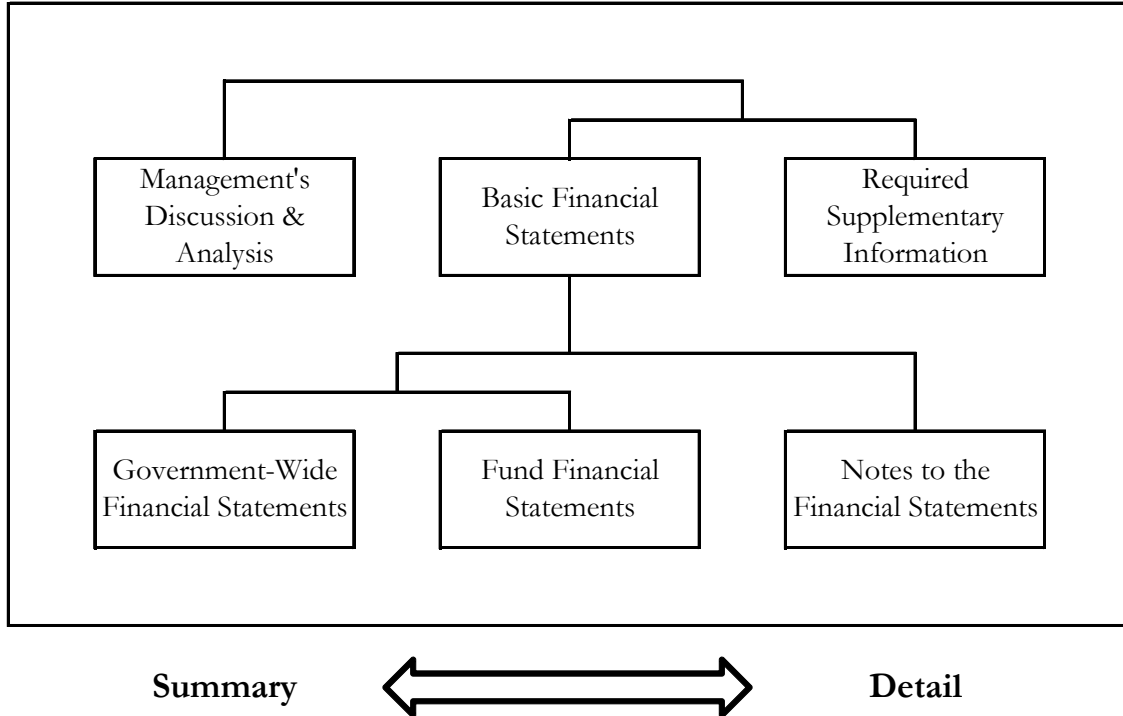 Management's
Discussion &
Analysis
Basic Financial
Statements
Required
Supplementary
Information
Government-Wide
Financial Statements
Fund Financial
Statements
Notes to the
Financial Statements
Summary
Detail